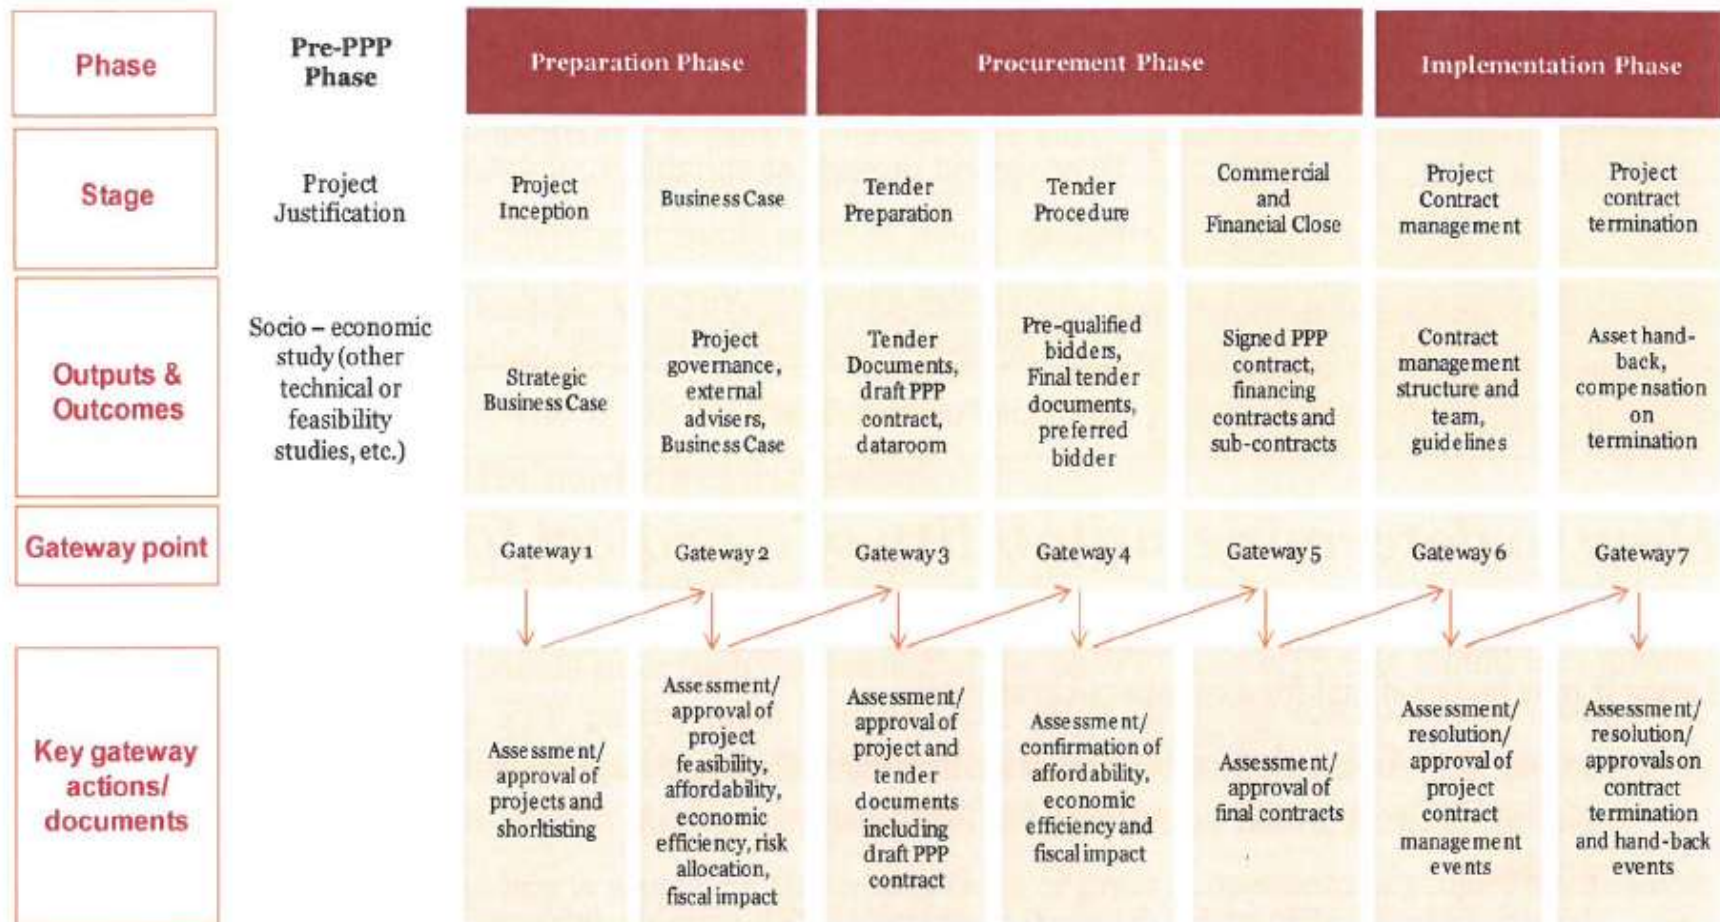 Phase
Pre-PPP
Phase
Preparation Phase
Procurement Phase
Implementation Phase
Stage
Project
Justification
Project
Inception
Business Case
Tender
Preparation
Tender
Procedure
Commercial
and
Financial Close
Project
Contract
management
Project
contract
termination
Outputs &
Outcomes
Socio – economic
study (other
technical or
feasibility
studies, etc.)
Strategic
Business Case
Project
governance,
external
advisers,
Business Case
Tender
Documents,
draft PPP
contract,
dataroom
Pre-qualified
bidders,
Final tender
documents,
preferred
bidder
Signed PPP
contract,
financing
contracts and
sub-contracts
Contract
management
structure and
team,
guidelines
Asset hand-
back,
compensation
on
termination
Gateway point
Gateway 1
Gateway 2
Gateway 3
Gateway 4
Gateway 5
Gateway 6
Gateway 7
Key gateway
actions/
documents
Assessment/
approval of
projects and
shorltisting
Assessment/
approval of
project
feasibility,
affordability,
economic
efficiency, risk
allocation,
fiscal impact
Assessment/
approval of
project and
tender
documents
including
draft PPP
contract
Assessment/
confirmation of
affordability,
economic
efficiency and
fiscal impact
Assessment/
approval of
final contracts
Assessment/
resolution/
approval of
project
contract
management
events
Assessment/
resolution/
approvals on
contract
termination
and hand-back
events